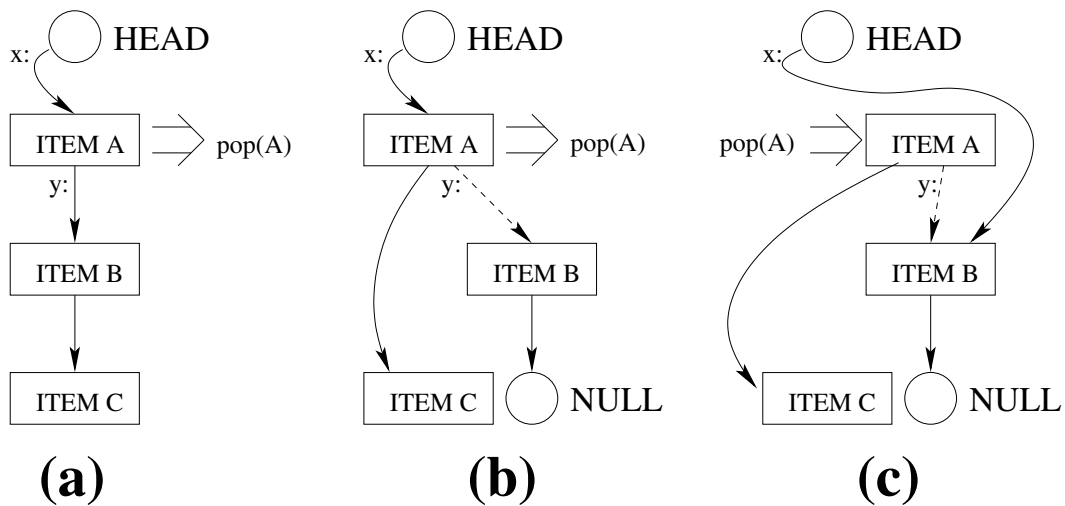 HEAD
x:
ITEM A
pop(A)
y:
ITEM B
ITEM C
(a)
HEAD
x:
ITEM A
pop(A)
y:
ITEM B
ITEM C
NULL
(b)
HEAD
x:
pop(A)
ITEM A
y:
ITEM B
ITEM C
NULL
(c)